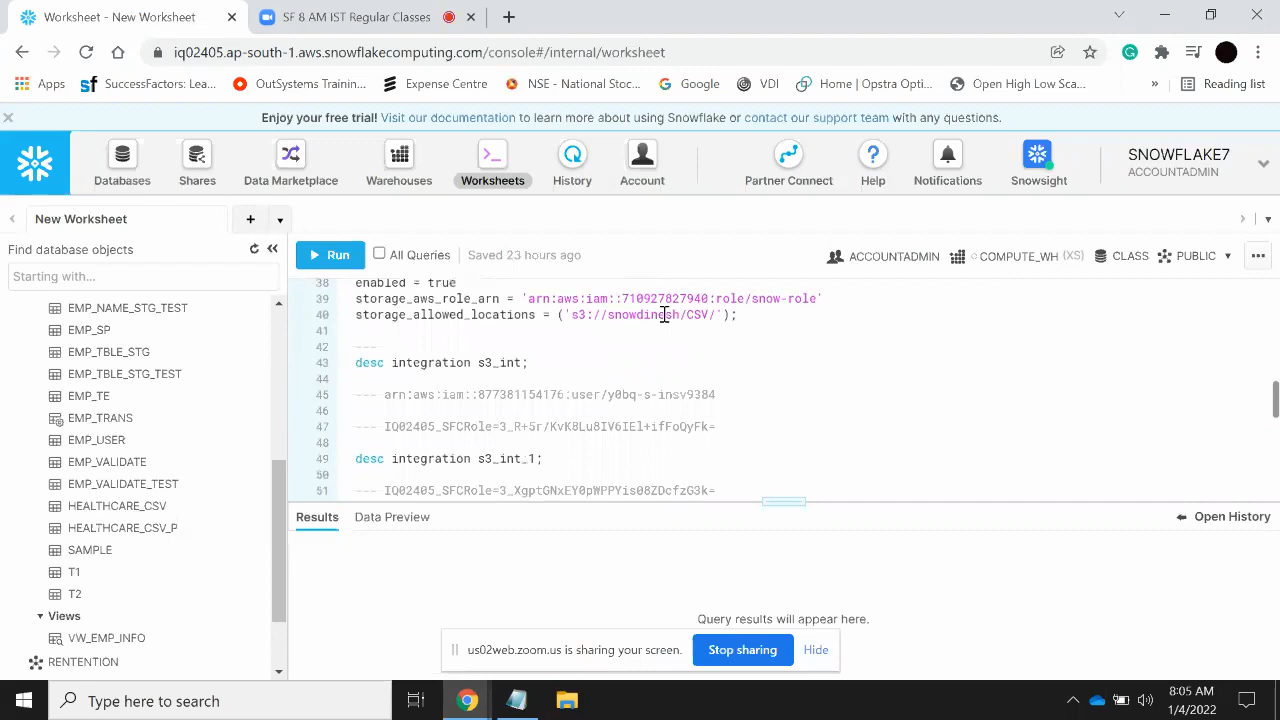 Worksheet - New Worksheet
SF 8 AM IST Regular Classes
iq02405.ap-south-1.aws.snowflakecomputing.com/console#/internal/worksheet
Apps
SuccessFactors: Lea...
OutSystems Training...
Expense Cycle
NSE - National Stoc...
Google
VDI
Home | Opstra Opti...
Open High Low Sca...
»
Reading list
Enjoy your free trial! Visit our documentation to learn more about using Snowflake or contact our support team with any questions.
Databases
Shares
Data Marketplace
Warehouses
Worksheets
History
Account
Partner Connect
Help
Notifications
Snowsight
SNOWFLAKE7
ACCOUNTADMIN
New Worksheet
Find database objects
Starting with...
EMP_NAME_STG_TEST
EMP_SP
EMP_TBLE_STG
EMP_TBLE_STG_TEST
EMP_TE
EMP_TRANS
EMP_USER
EMP_VALIDATE
EMP_VALIDATE_TEST
HEALTHCARE_CSV
HEALTHCARE_CSV_P
SAMPLE
T1
T2
Views
VW_EMP_INFO
RENTENTION
Run
All Queries
Saved 23 hours ago
ACCOUNTADMIN
COMPUTE_WH (XS)
CLASS
PUBLIC
38 enabled = true
39 storage_aws_role_arn = 'arn:aws:iam::710927827940:role/snow-role'
40 storage_allowed_locations = ('s3://snowdinesh/CSV/');
41
42 ---
43 desc integration s3_int;
44
45 --- arn:aws:iam::877381154176:user/y0bq-s-insv9384
46
47 --- IQ02405_SFCRole=3_R+5r/KvK8Lu8IV6IEl+ifFoQyFk=
48
49 desc integration s3_int_1;
50
51 --- IQ02405_SFCRole=3_XgptGNxEY0pWPPYis08ZDcfzG3k=
Results
Data Preview
Open History
Query results will appear here.
us02web.zoom.us is sharing your screen.
Stop sharing
Hide
Type here to search
8:05 AM
1/4/2022